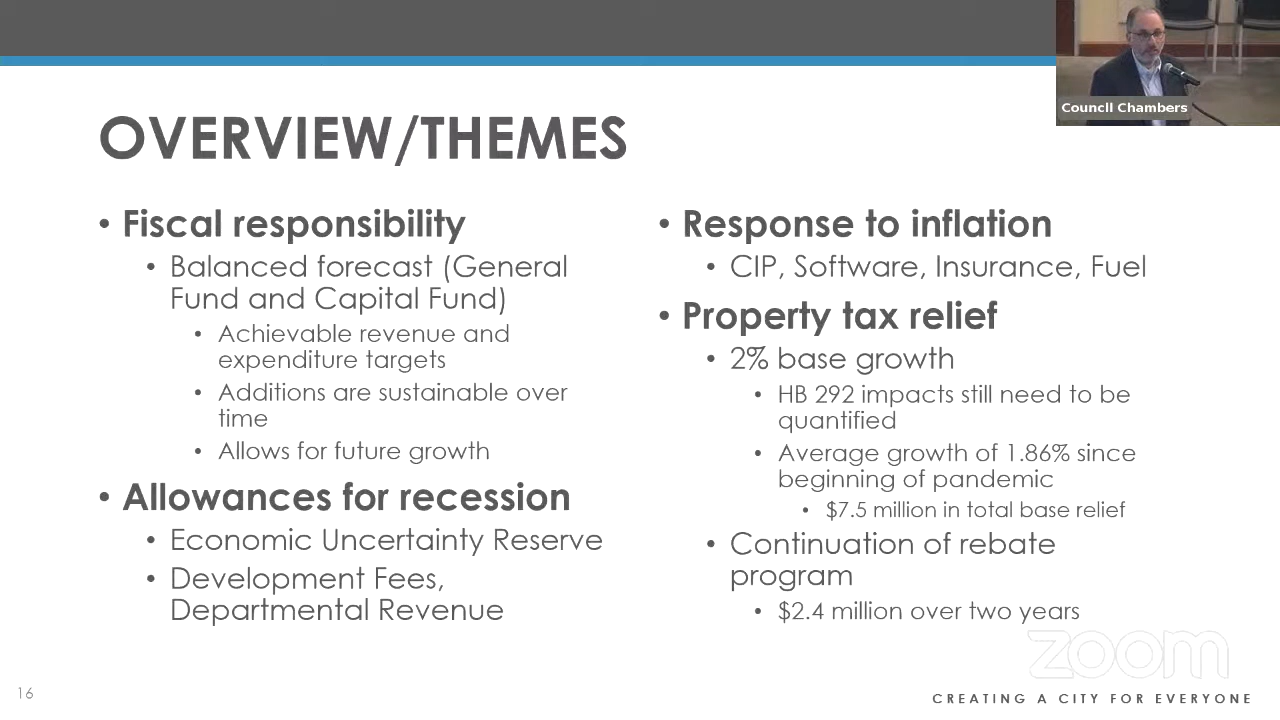 Council Chambers
OVERVIEW/THEMES
• Fiscal responsibility
• Balanced forecast (General
Fund and Capital Fund)
• Achievable revenue and
expenditure targets
• Additions are sustainable over
time
• Allows for future growth
• Allowances for recession
• Economic Uncertainty Reserve
• Development Fees,
Departmental Revenue
• Response to inflation
• CIP, Software, Insurance, Fuel
• Property tax relief
• 2% base growth
• HB 292 impacts still need to be
quantified
• Average growth of 1.86% since
beginning of pandemic
• $7.5 million in total base relief
• Continuation of rebate
program
• $2.4 million over two years
zoom
16
CREATING A CITY FOR EVERYONE